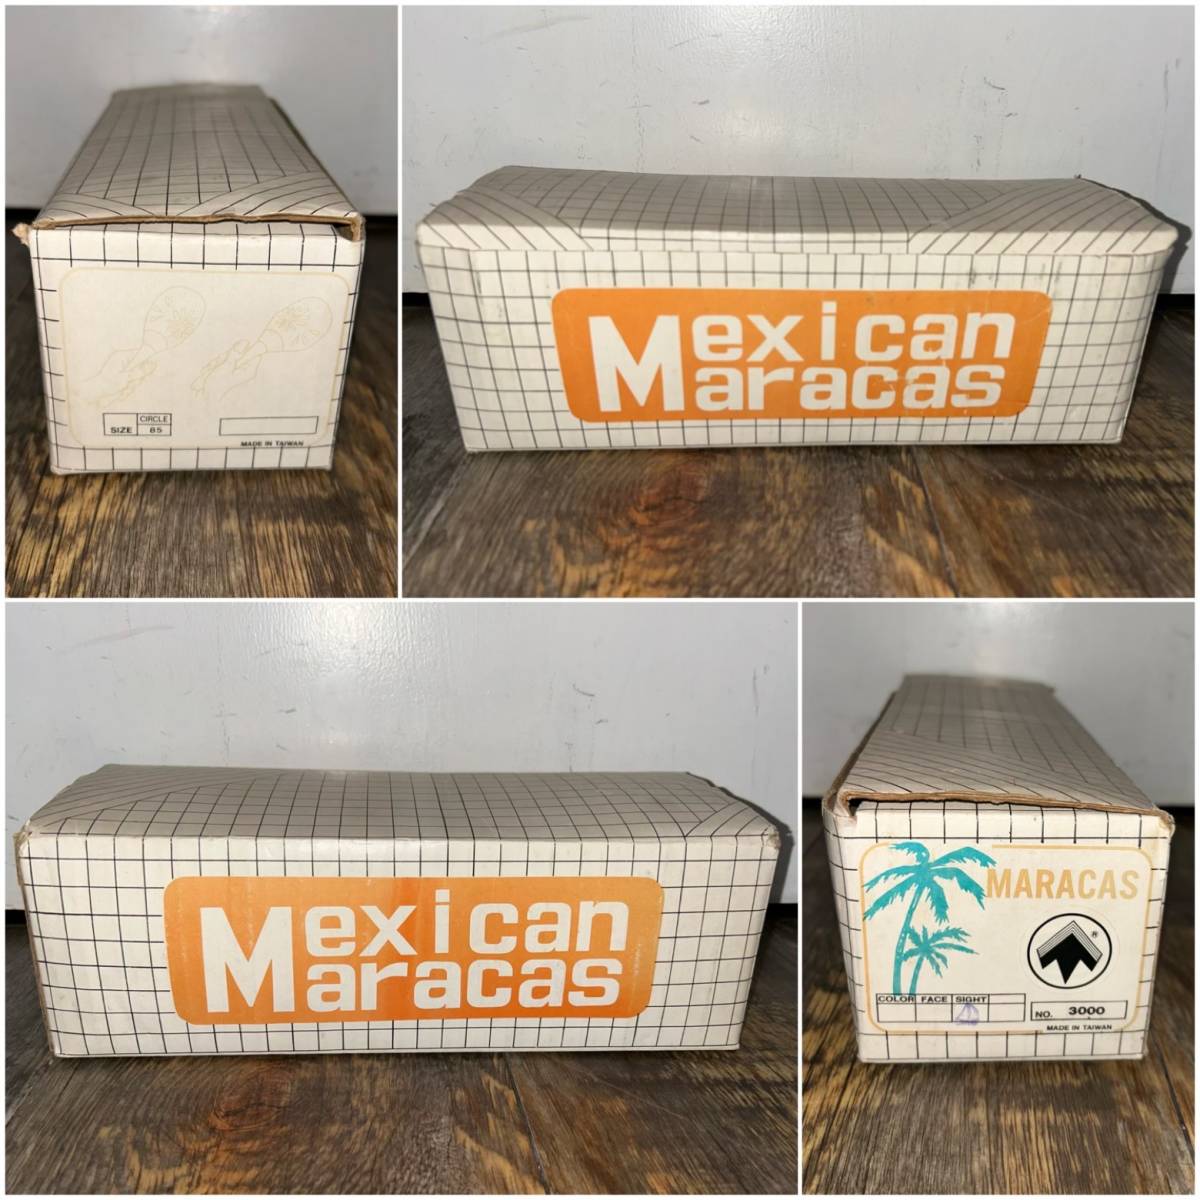 CIRCLE
SIZE 85
MADE IN TAIWAN
Mexican
Maracas
Mexican
Maracas
MARACAS
®
COLOR FACE SIGHT
NO. 3000
MADE IN TAIWAN